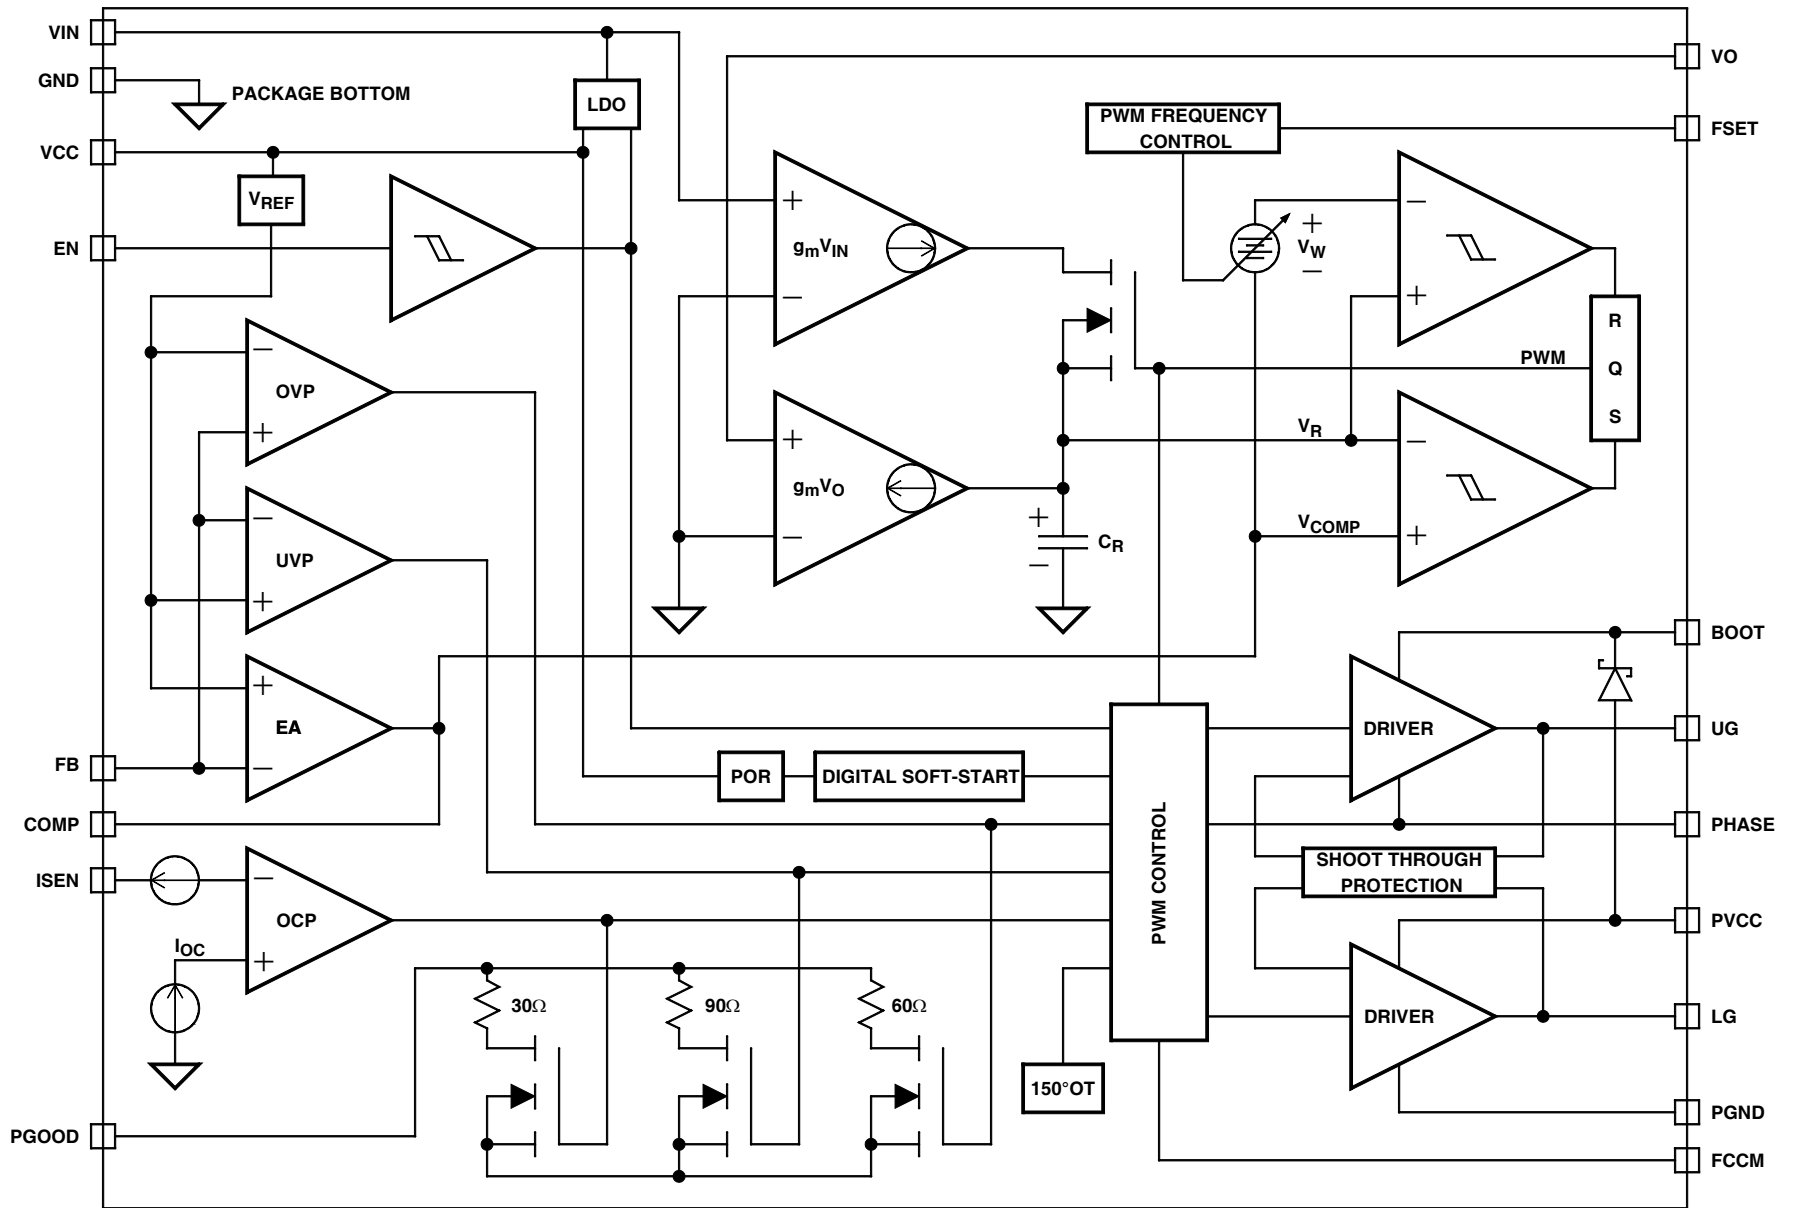 VIN
VO
GND
PACKAGE BOTTOM
LDO
PWM FREQUENCY
CONTROL
FSET
VCC
VREF
EN
gmVIN
+
−
+
VW
−
−
+
R
Q
S
PWM
−
OVP
+
+
gmVO
−
VR
VCOMP
−
+
+
CR
−
−
UVP
+
+
EA
−
FB
COMP
BOOT
DRIVER
UG
POR
DIGITAL SOFT-START
PWM CONTROL
PHASE
SHOOT THROUGH
PROTECTION
ISEN
−
OCP
+
IOC
PVCC
30Ω
90Ω
60Ω
DRIVER
LG
150°OT
PGOOD
PGND
FCCM